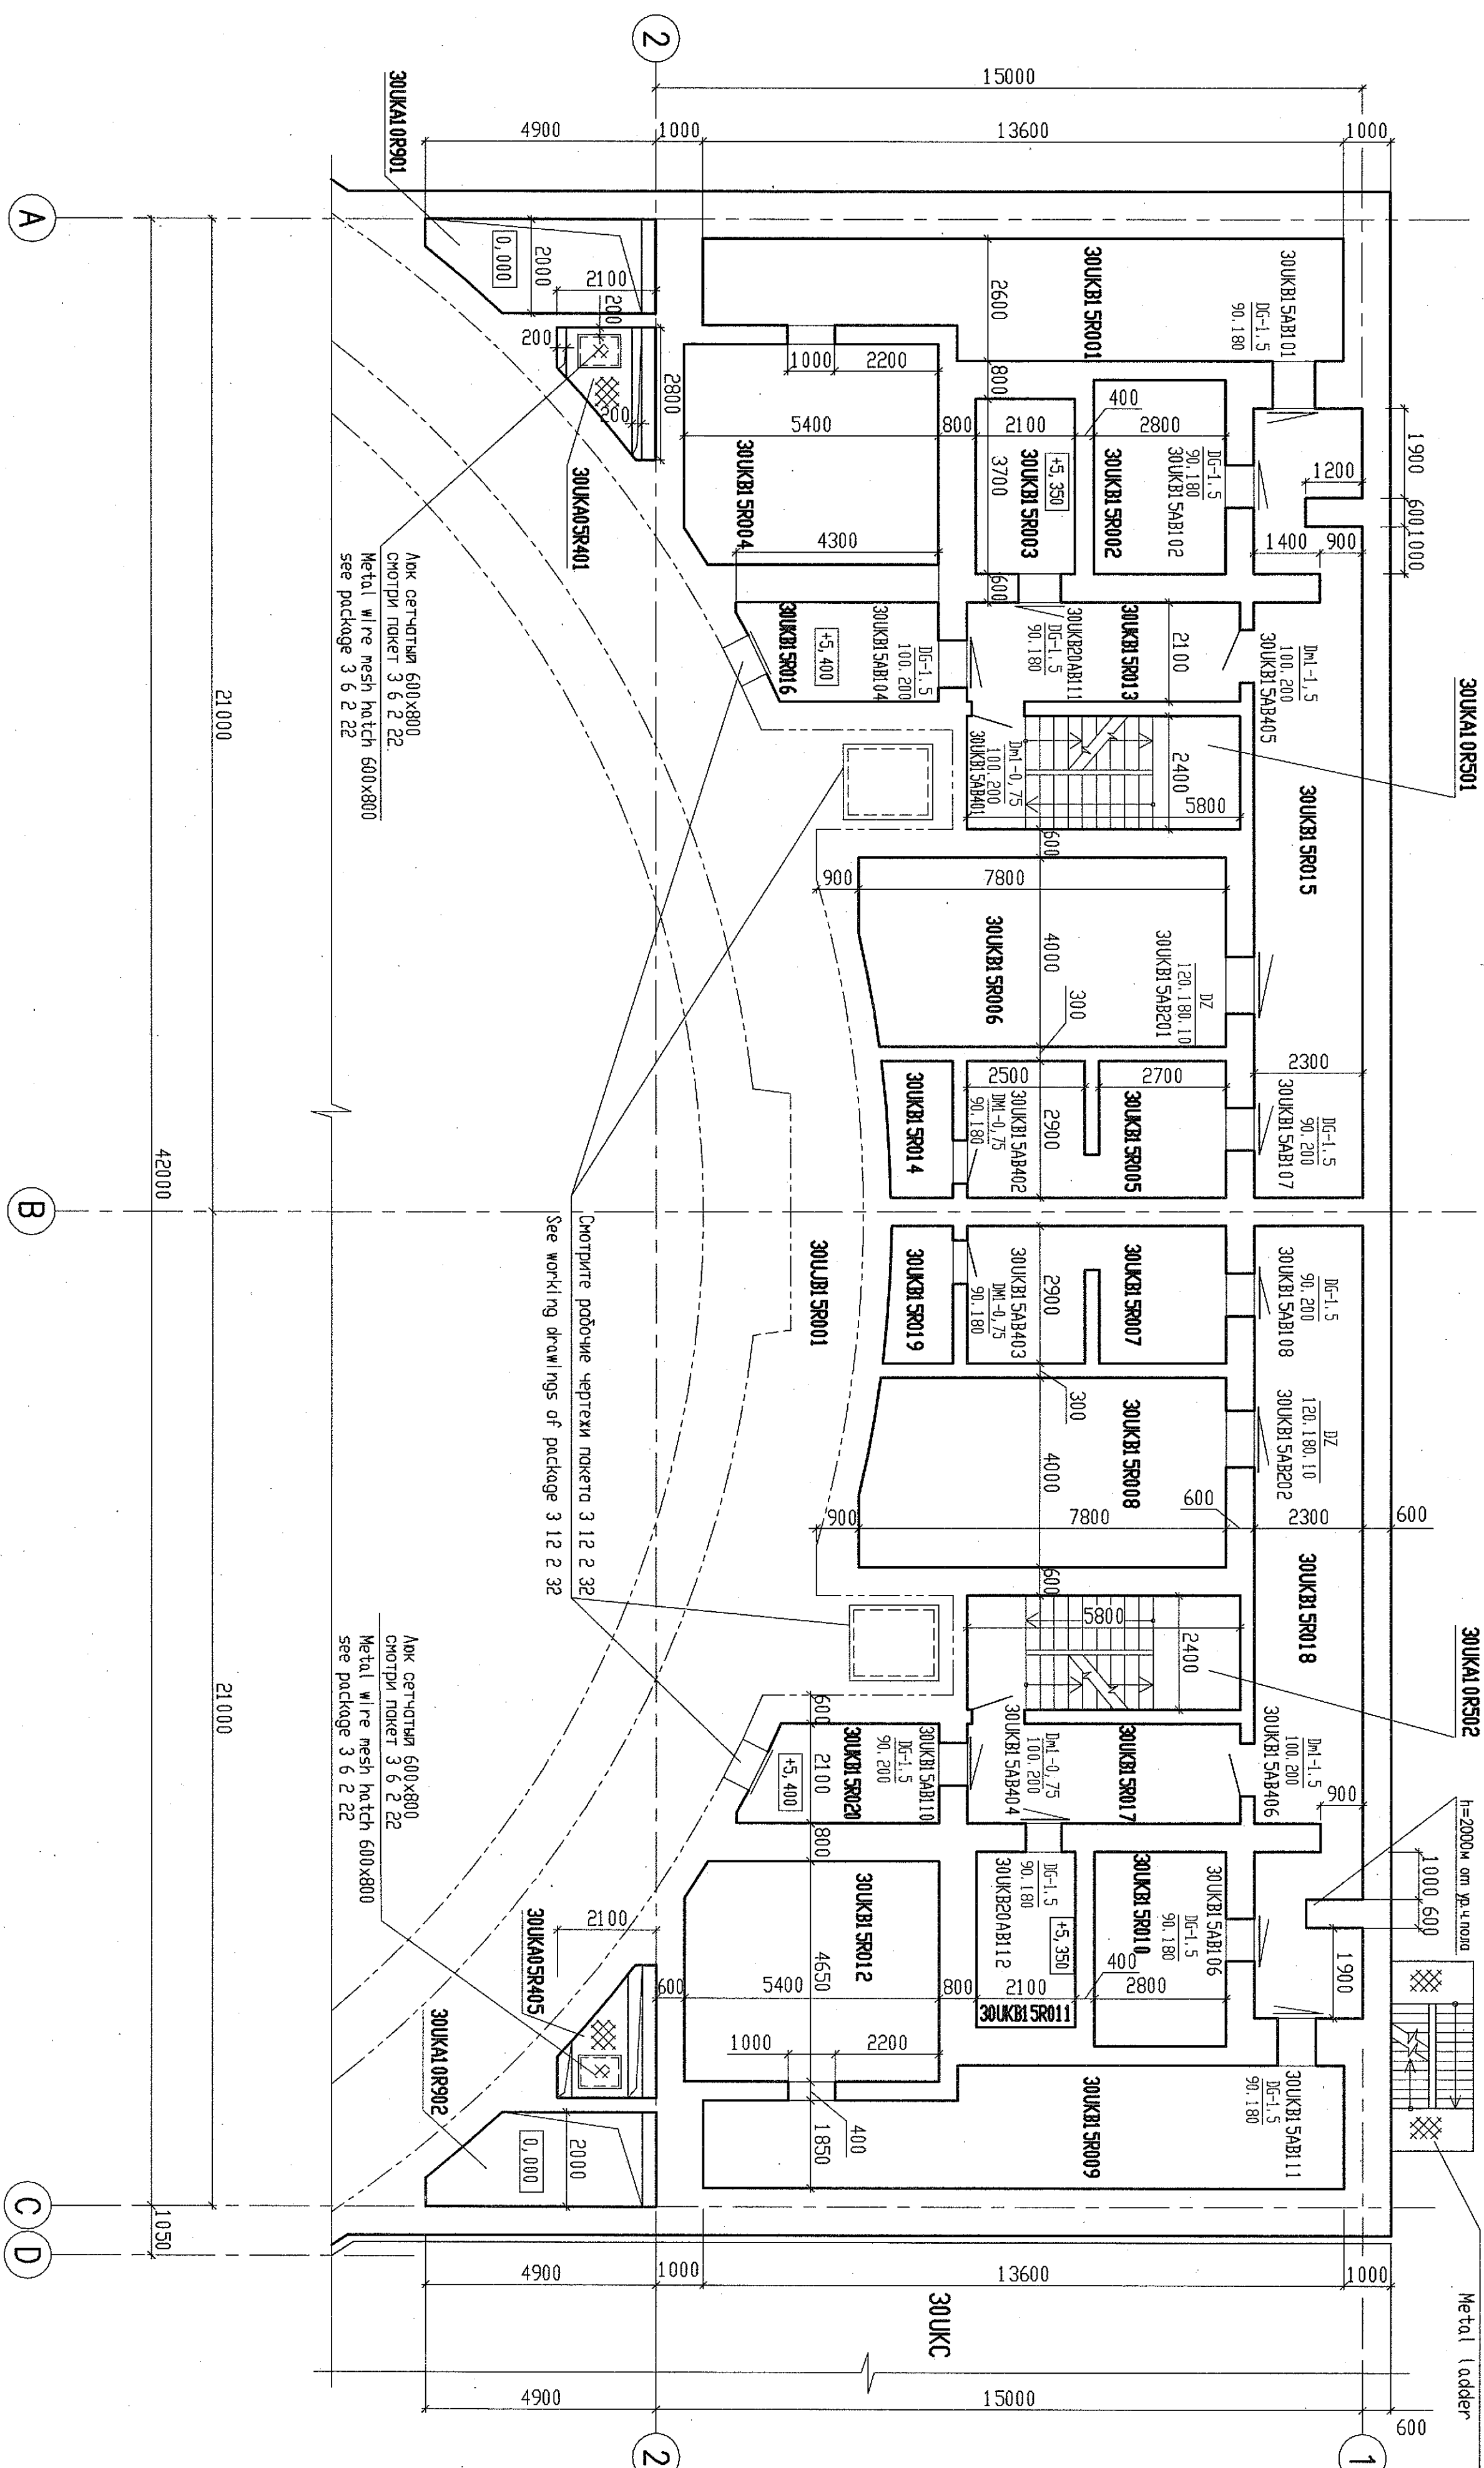 2
15000
4900
1000
13600
1000
30UKA10R901
A
2000
0,000
2100
200
200
200
2800
30UKA05R401
Люк сетчатый 600х800
смотри пакет 3 6 2 22.
Metal wire mesh hatch 600x800
see package 3 6 2 22
30UKB15R001
30UKB15AB101
DG-1.5
90.180
2600
1000
2200
800
5400
800
2100
400
2800
30UKB15R004
3700
30UKB15R003
+5,350
30UKB15R002
DG-1.5
90.180
30UKB15AB102
1900
600
1000
1200
1400
900
4300
600
30UKB15R016
+5,400
30UKB15AB104
DG-1.5
100.200
30UKB20AB111
DG-1.5
90.180
30UKB15R013
2100
Dm1-1,5
100.200
30UKB15AB405
30UKA10R501
Dm1-0,75
100.200
30UKB15AB401
2400
5800
30UKB15R015
600
900
7800
30UKB15R006
4000
300
DZ
120.180.10
30UKB15AB201
2300
30UKB15R014
2500
2700
30UKB15AB402
DM1-0,75
90.180
2900
30UKB15R005
DG-1.5
90.200
30UKB15AB107
21000
42000
B
30UJB15R001
Смотрите рабочие чертежи пакета 3 12 2 32
See working drawings of package 3 12 2 32
30UKB15R019
30UKB15AB403
DM1-0,75
90.180
2900
30UKB15R007
DG-1.5
90.200
30UKB15AB108
300
4000
30UKB15R008
DZ
120.180.10
30UKB15AB202
600
900
7800
2300
600
30UKB15R018
600
5800
2400
30UKA10R502
600
2100
30UKB15R020
+5,400
30UKB15AB110
DG-1.5
90.200
Dm1-0,75
100.200
30UKB15AB404
30UKB15R017
Dm1-1.5
100.200
30UKB15AB406
900
h=2000м от ур.ч.пола
1000
600
1900
800
30UKB15R012
4650
DG-1.5
90.180
30UKB20AB112
+5,350
30UKB15R010
30UKB15AB106
DG-1.5
90.180
400
600
5400
800
2100
2800
30UKB15R011
1000
2200
400
1850
30UKB15R009
30UKB15AB111
DG-1.5
90.180
Metal ladder
21000
Люк сетчатый 600х800
смотри пакет 3 6 2 22
Metal wire mesh hatch 600x800
see package 3 6 2 22
2100
30UKA05R405
30UKA10R902
2000
0,000
C
D
1050
4900
1000
13600
1000
30UKC
4900
15000
600
2
1